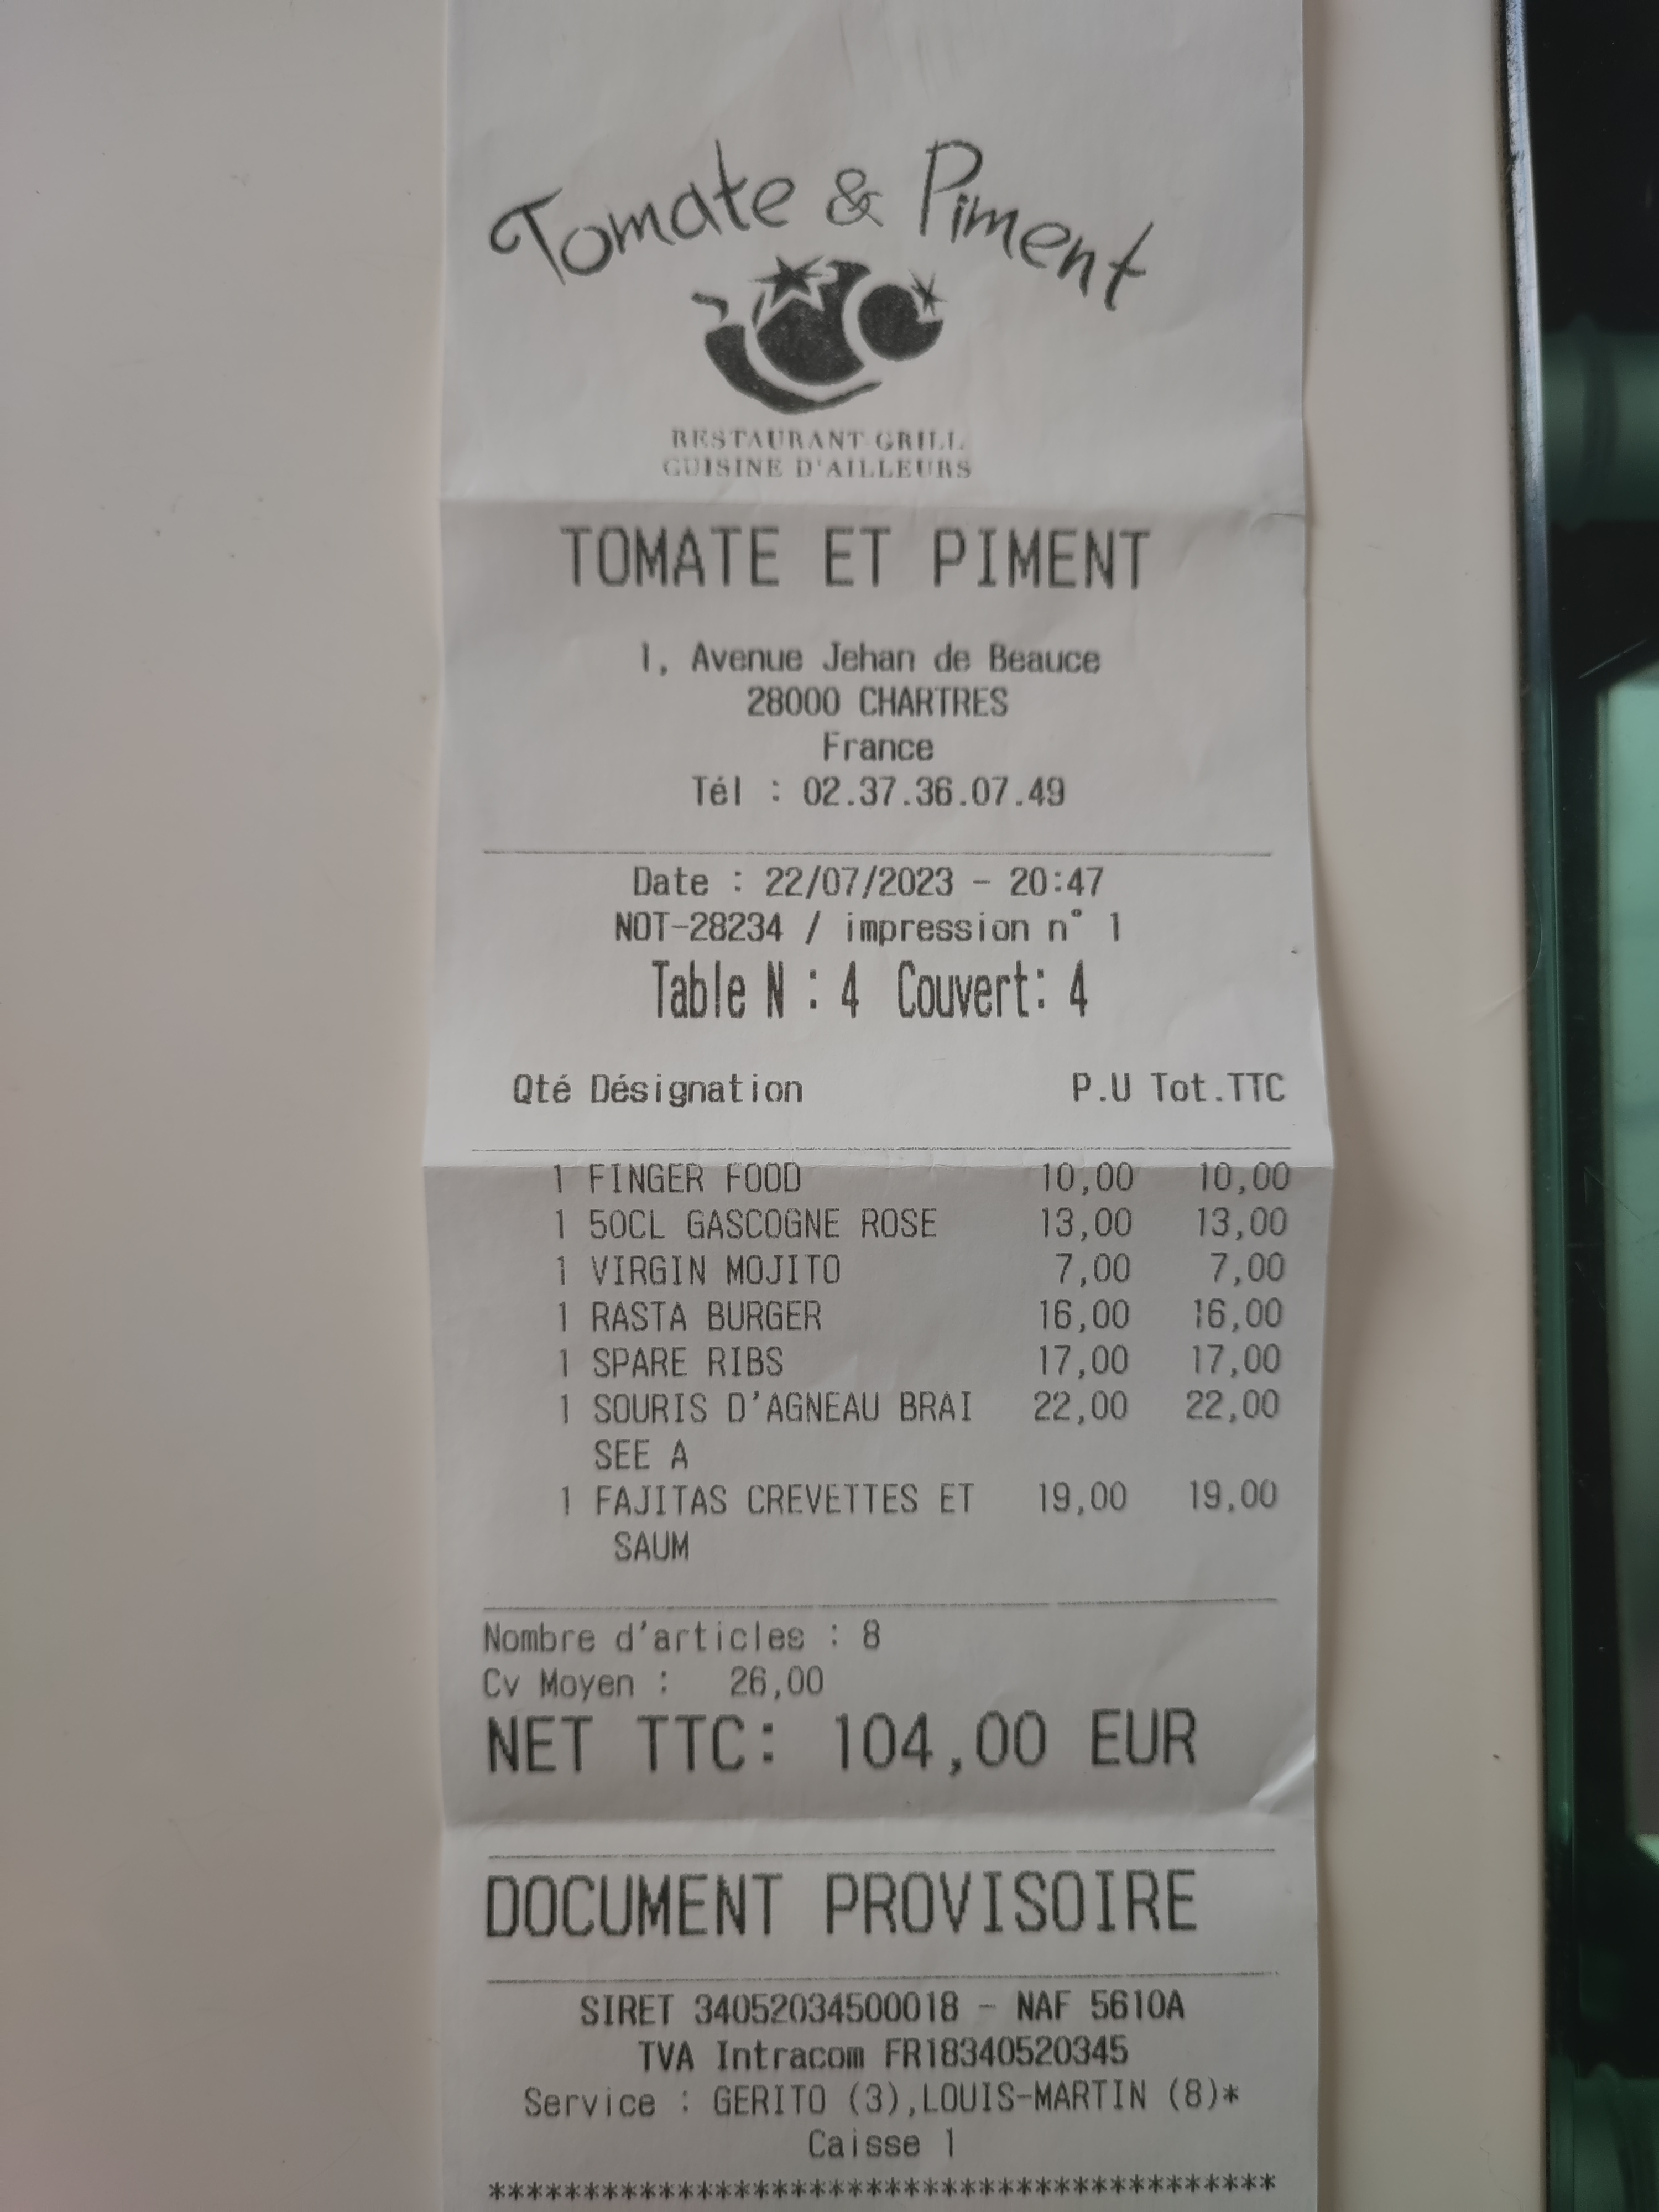 Tomate & Piment
RESTAURANT-GRILL
CUISINE D'AILLEURS
TOMATE ET PIMENT
1, Avenue Jehan de Beauce
28000 CHARTRES
France
Tél : 02.37.36.07.49
Date : 22/07/2023 - 20:47
NOT-28234 / impression n° 1
Table N : 4 Couvert: 4
Qté Désignation P.U Tot.TTC
1 FINGER FOOD 10,00 10,00
1 50CL GASCOGNE ROSE 13,00 13,00
1 VIRGIN MOJITO 7,00 7,00
1 RASTA BURGER 16,00 16,00
1 SPARE RIBS 17,00 17,00
1 SOURIS D'AGNEAU BRAI 22,00 22,00
SEE A
1 FAJITAS CREVETTES ET 19,00 19,00
SAUM
Nombre d'articles : 8
Cv Moyen : 26,00
NET TTC: 104,00 EUR
DOCUMENT PROVISOIRE
SIRET 34052034500018 - NAF 5610A
TVA Intracom FR18340520345
Service : GERITO (3),LOUIS-MARTIN (8)*
Caisse 1
******************************************